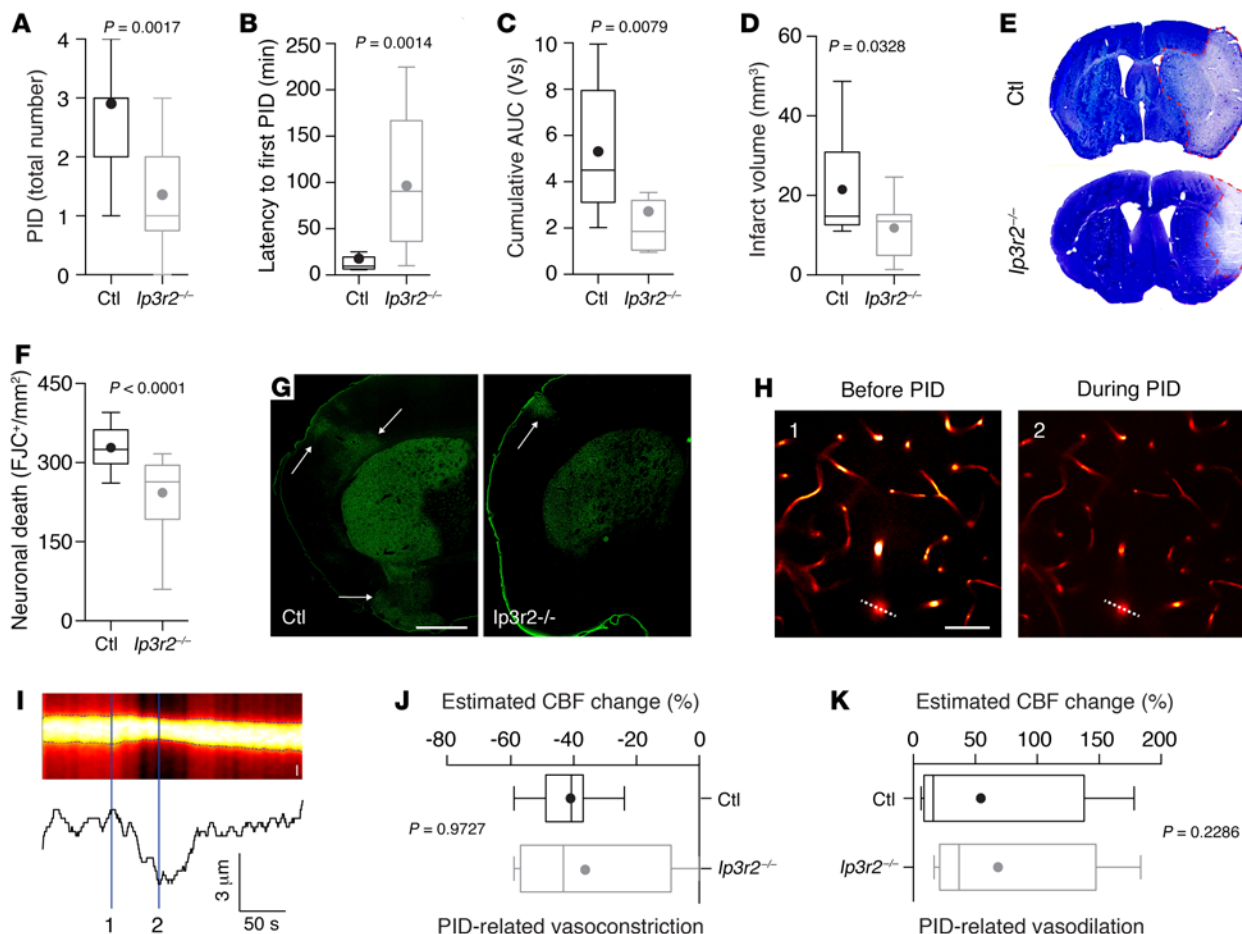 A
P = 0.0017
PID (total number)
4
3
2
1
0
Ctl
Ip3r2–/–
B
P = 0.0014
Latency to first PID (min)
250
200
150
100
50
0
Ctl
Ip3r2–/–
C
P = 0.0079
Cumulative AUC (Vs)
10
8
6
4
2
0
Ctl
Ip3r2–/–
D
P = 0.0328
Infarct volume (mm³)
60
40
20
0
Ctl
Ip3r2–/–
E
Ctl
Ip3r2–/–
F
P < 0.0001
Neuronal death (FJC⁺/mm²)
450
300
150
0
Ctl
Ip3r2–/–
G
Ctl
Ip3r2-/-
H
Before PID
During PID
1
2
I
3 μm
50 s
1
2
J
Estimated CBF change (%)
-80
-60
-40
-20
0
Ctl
P = 0.9727
Ip3r2–/–
PID-related vasoconstriction
K
Estimated CBF change (%)
0
50
100
150
200
Ctl
P = 0.2286
Ip3r2–/–
PID-related vasodilation